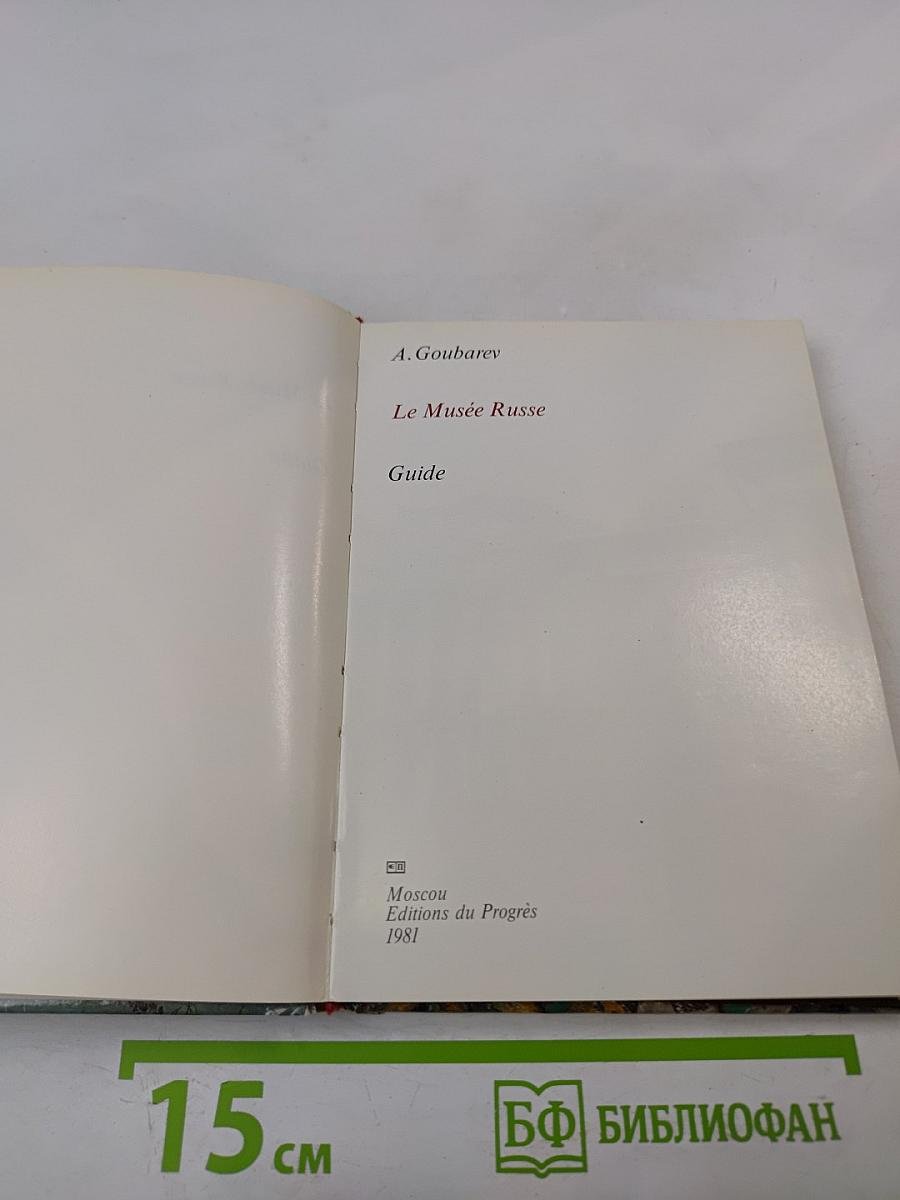 A. Goubarev
Le Musée Russe
Guide
Moscou
Editions du Progrès
1981
15 см
БФ БИБЛИОФАН